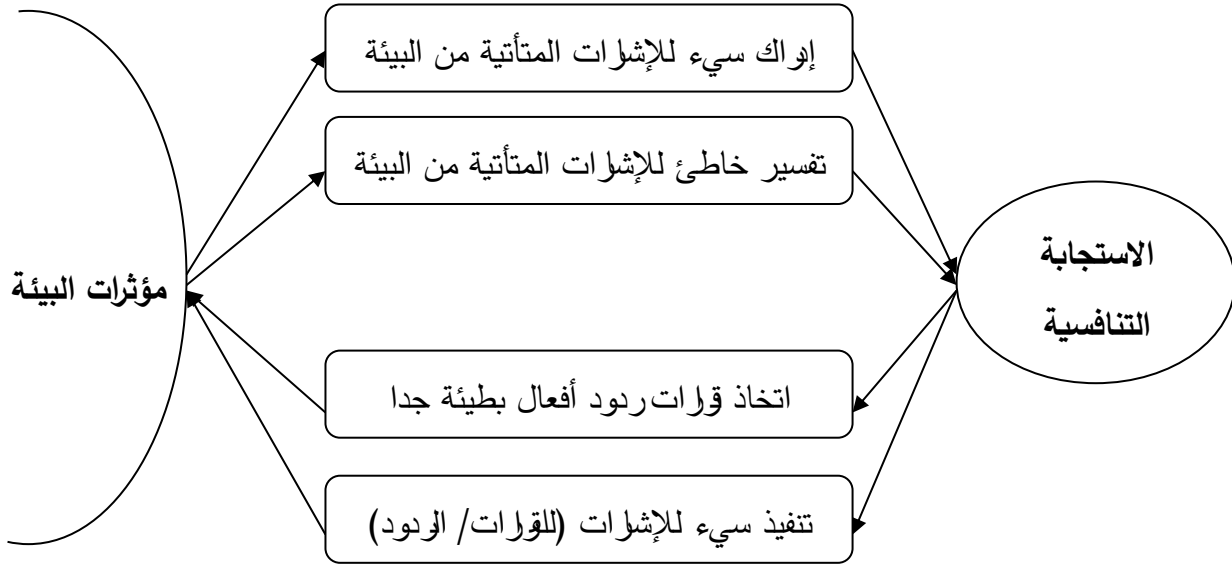 إدراك سيء للإشارات المتأتية من البيئة
تفسير خاطئ للإشارات المتأتية من البيئة
الاستجابة
التنافسية
مؤثرات البيئة
اتخاذ قرارات ردود أفعال بطيئة جدا
تنفيذ سيء للإشارات (للقرارات/ الردود)